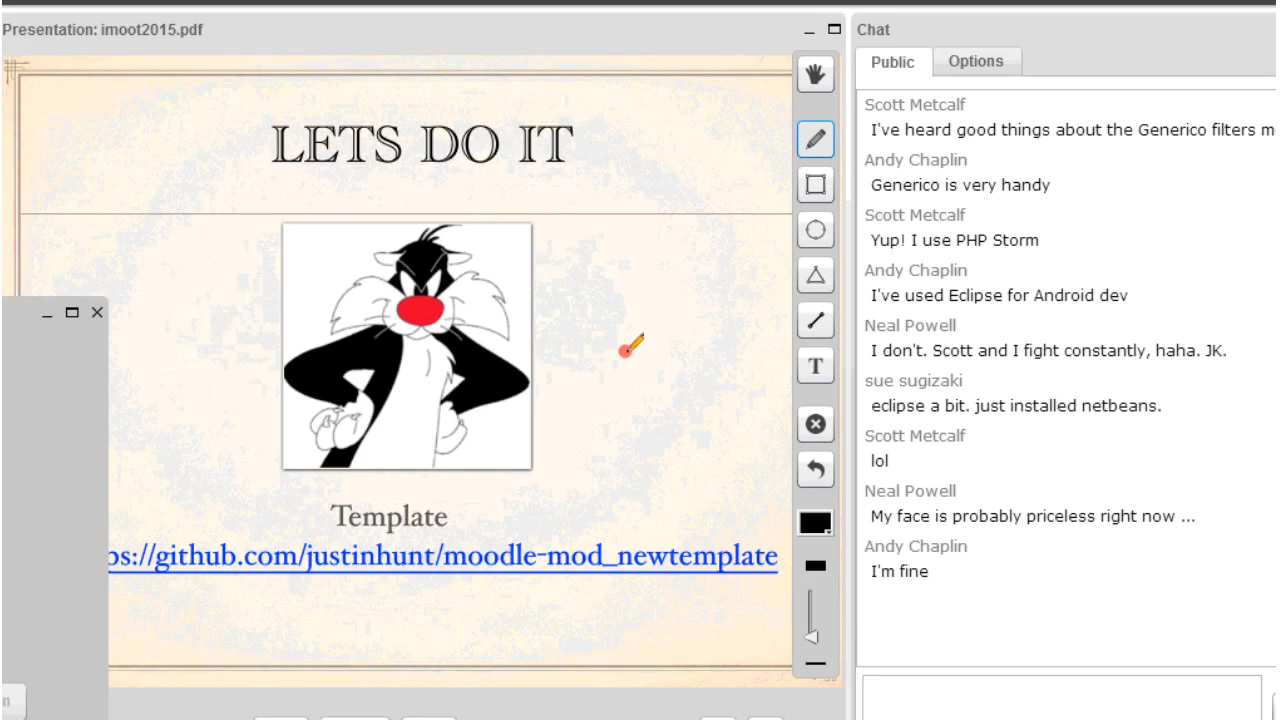 Presentation: imoot2015.pdf
LETS DO IT
Template
ps://github.com/justinhunt/moodle-mod_newtemplate
T
n
Chat
Public
Options
Scott Metcalf
I've heard good things about the Generico filters m
Andy Chaplin
Generico is very handy
Scott Metcalf
Yup! I use PHP Storm
Andy Chaplin
I've used Eclipse for Android dev
Neal Powell
I don't. Scott and I fight constantly, haha. JK.
sue sugizaki
eclipse a bit. just installed netbeans.
Scott Metcalf
lol
Neal Powell
My face is probably priceless right now ...
Andy Chaplin
I'm fine